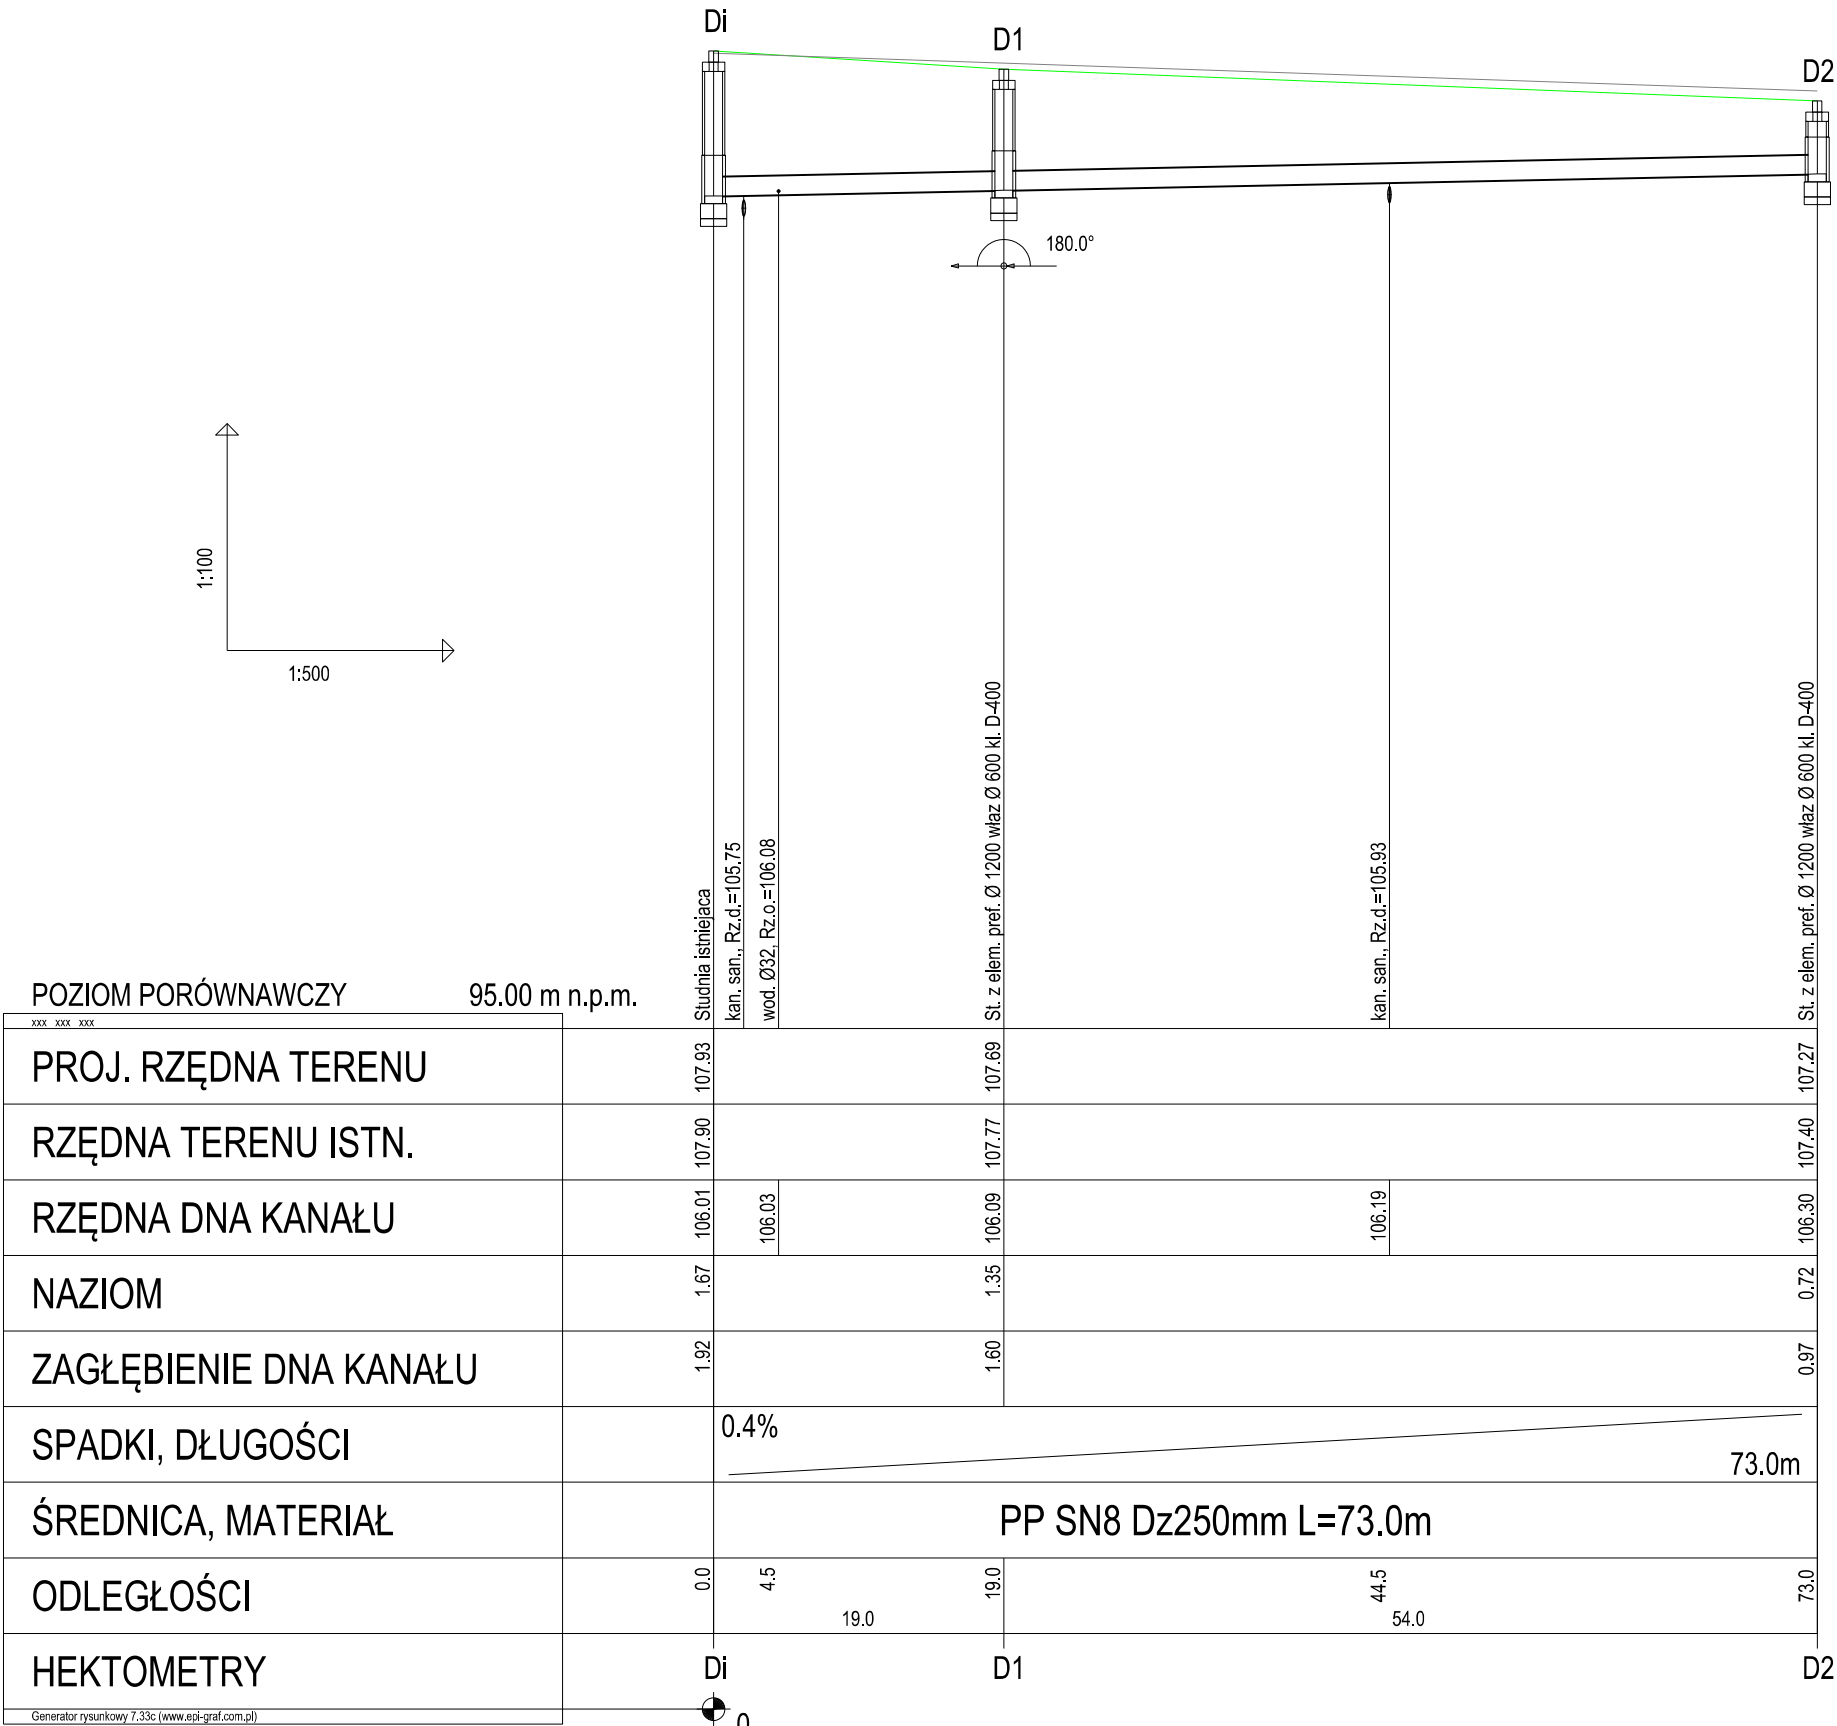 Di
D1
D2
180.0°
1:100
1:500
Studnia istniejaca
kan. san., Rz.d.=105.75
wod. Ø32, Rz.o.=106.08
St. z elem. pref. Ø 1200 właz Ø 600 kl. D-400
kan. san., Rz.d.=105.93
St. z elem. pref. Ø 1200 właz Ø 600 kl. D-400
POZIOM PORÓWNAWCZY 95.00 m n.p.m.
xxx xxx xxx
PROJ. RZĘDNA TERENU 107.93 107.69 107.27
RZĘDNA TERENU ISTN. 107.90 107.77 107.40
RZĘDNA DNA KANAŁU 106.01 106.03 106.09 106.19 106.30
NAZIOM 1.67 1.35 0.72
ZAGŁĘBIENIE DNA KANAŁU 1.92 1.60 0.97
SPADKI, DŁUGOŚCI 0.4% 73.0m
ŚREDNICA, MATERIAŁ PP SN8 Dz250mm L=73.0m
ODLEGŁOŚCI 0.0 4.5 19.0 44.5 73.0
19.0 54.0
HEKTOMETRY Di D1 D2
Generator rysunkowy 7.33c (www.epi-graf.com.pl)
0